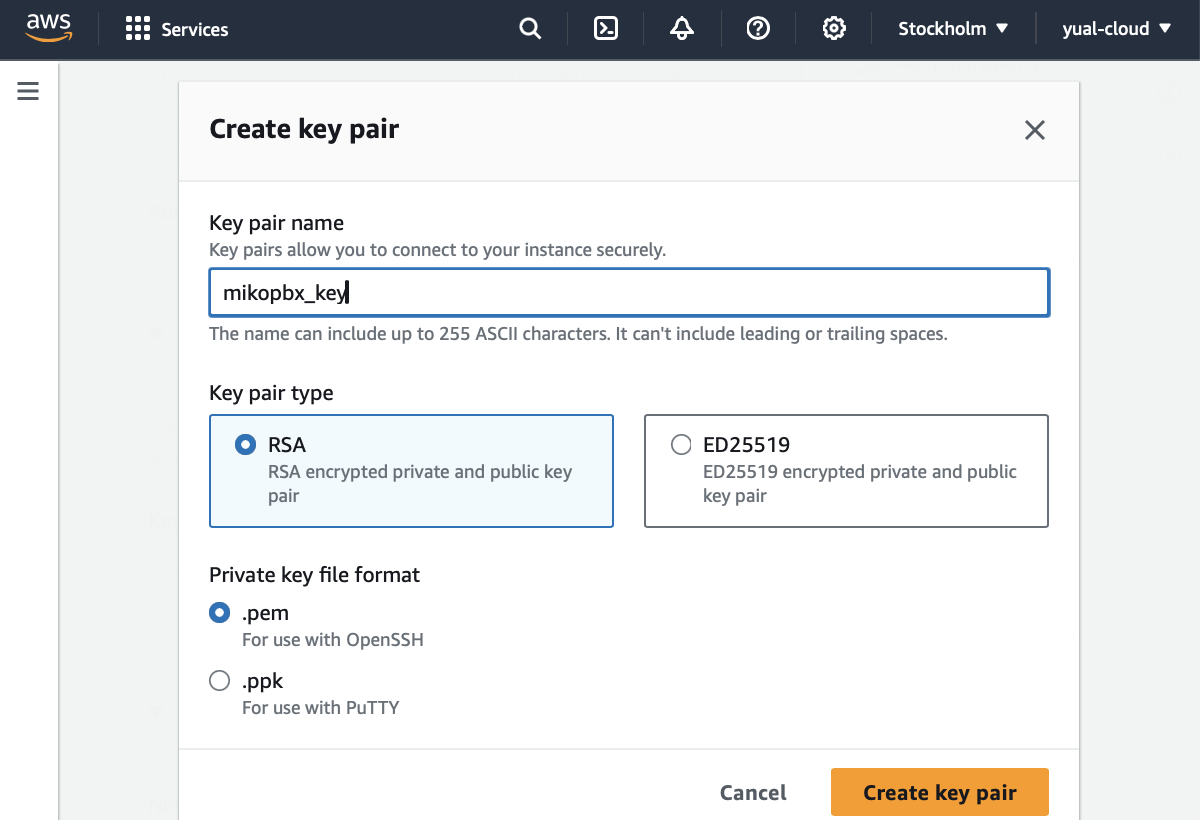 aws Services Stockholm yual-cloud
Create key pair
Key pair name
Key pairs allow you to connect to your instance securely.
mikopbx_key
The name can include up to 255 ASCII characters. It can't include leading or trailing spaces.
Key pair type
RSA
RSA encrypted private and public key
pair
ED25519
ED25519 encrypted private and public
key pair
Private key file format
.pem
For use with OpenSSH
.ppk
For use with PuTTY
Cancel Create key pair